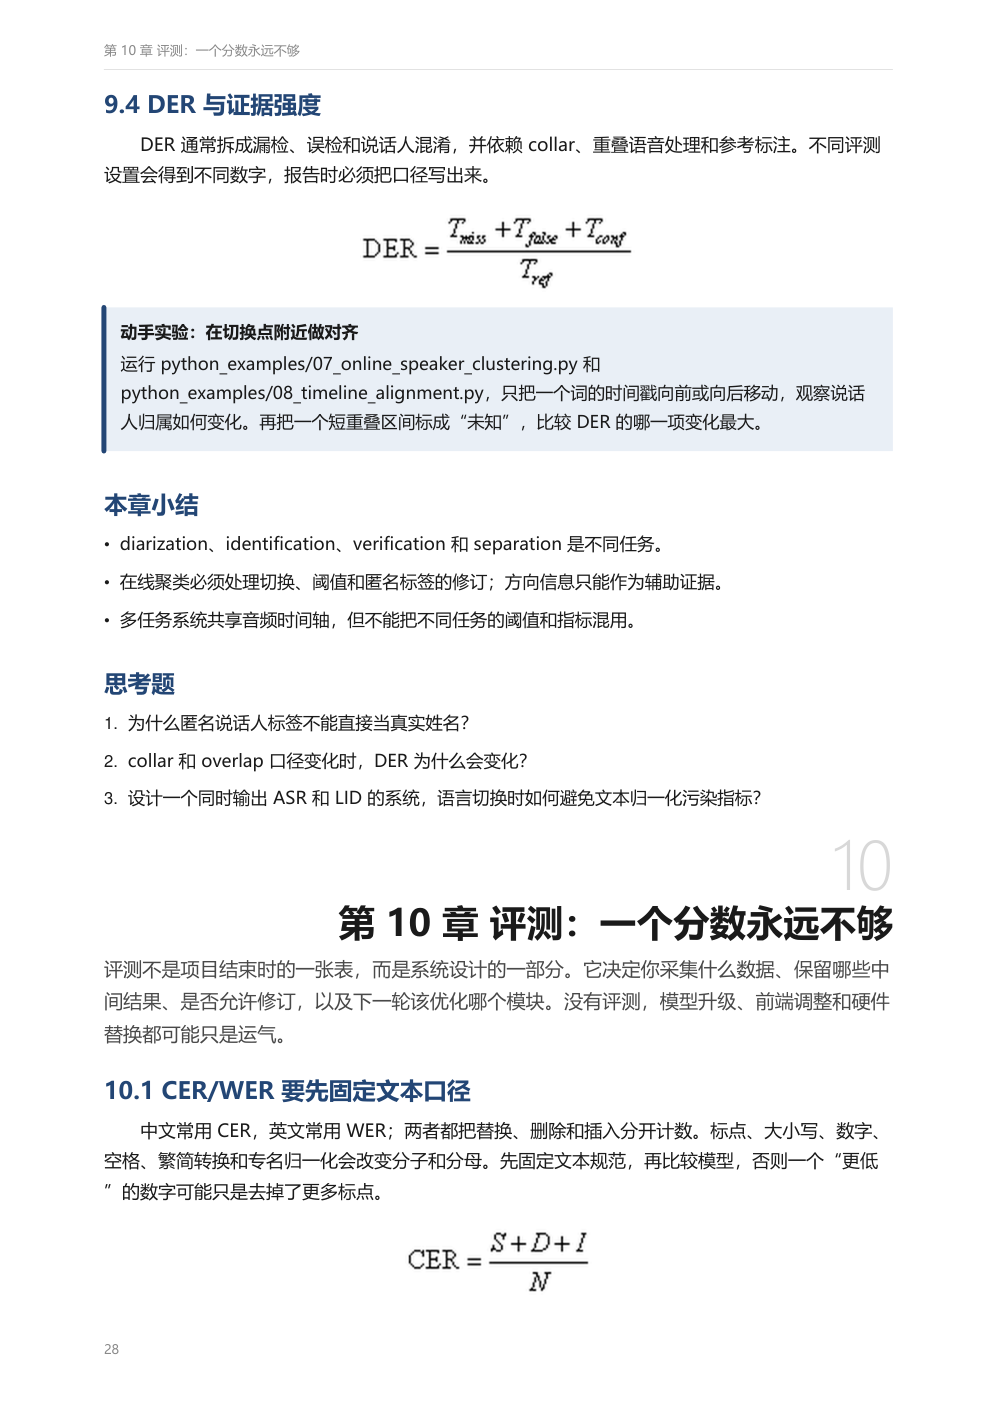 第 10 章 评测：一个分数永远不够
9.4 DER 与证据强度
DER 通常拆成漏检、误检和说话人混淆，并依赖 collar、重叠语音处理和参考标注。不同评测
设置会得到不同数字，报告时必须把口径写出来。
DER = (T_miss + T_false + T_conf) / T_ref
动手实验：在切换点附近做对齐
运行 python_examples/07_online_speaker_clustering.py 和
python_examples/08_timeline_alignment.py，只把一个词的时间戳向前或向后移动，观察说话
人归属如何变化。再把一个短重叠区间标成“未知”，比较 DER 的哪一项变化最大。
本章小结
• diarization、identification、verification 和 separation 是不同任务。
• 在线聚类必须处理切换、阈值和匿名标签的修订；方向信息只能作为辅助证据。
• 多任务系统共享音频时间轴，但不能把不同任务的阈值和指标混用。
思考题
1. 为什么匿名说话人标签不能直接当真实姓名？
2. collar 和 overlap 口径变化时，DER 为什么会变化？
3. 设计一个同时输出 ASR 和 LID 的系统，语言切换时如何避免文本归一化污染指标？
10
第 10 章 评测：一个分数永远不够
评测不是项目结束时的一张表，而是系统设计的一部分。它决定你采集什么数据、保留哪些中
间结果、是否允许修订，以及下一轮该优化哪个模块。没有评测，模型升级、前端调整和硬件
替换都可能只是运气。
10.1 CER/WER 要先固定文本口径
中文常用 CER，英文常用 WER；两者都把替换、删除和插入分开计数。标点、大小写、数字、
空格、繁简转换和专名归一化会改变分子和分母。先固定文本规范，再比较模型，否则一个“更低
”的数字可能只是去掉了更多标点。
CER = (S + D + I) / N
28